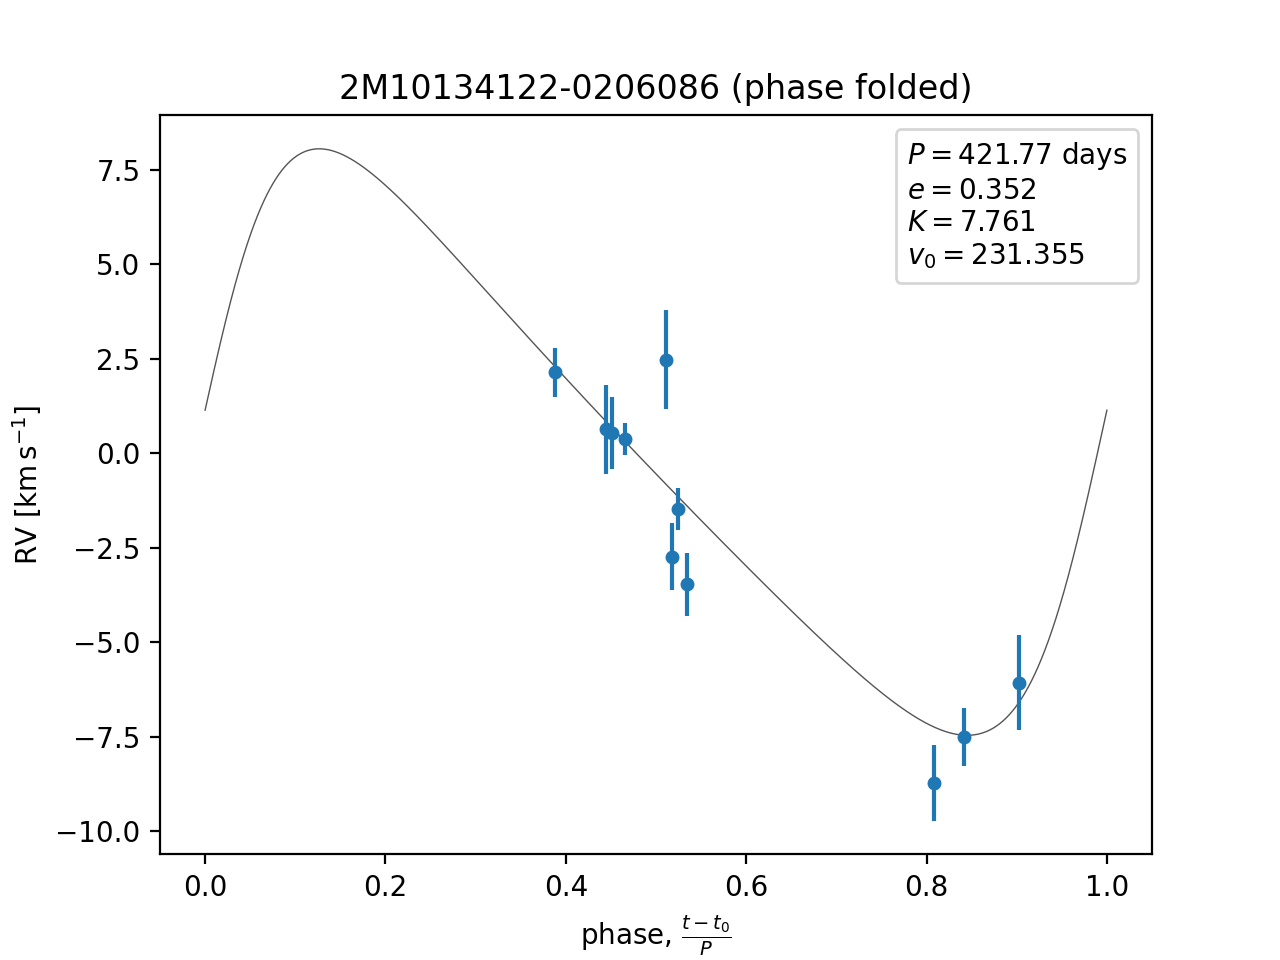 2M10134122-0206086 (phase folded)
P = 421.77 days
e = 0.352
K = 7.761
v₀ = 231.355
7.5
5.0
2.5
0.0
−2.5
−5.0
−7.5
−10.0
RV [km s⁻¹]
0.0 0.2 0.4 0.6 0.8 1.0
phase, (t − t₀)/P